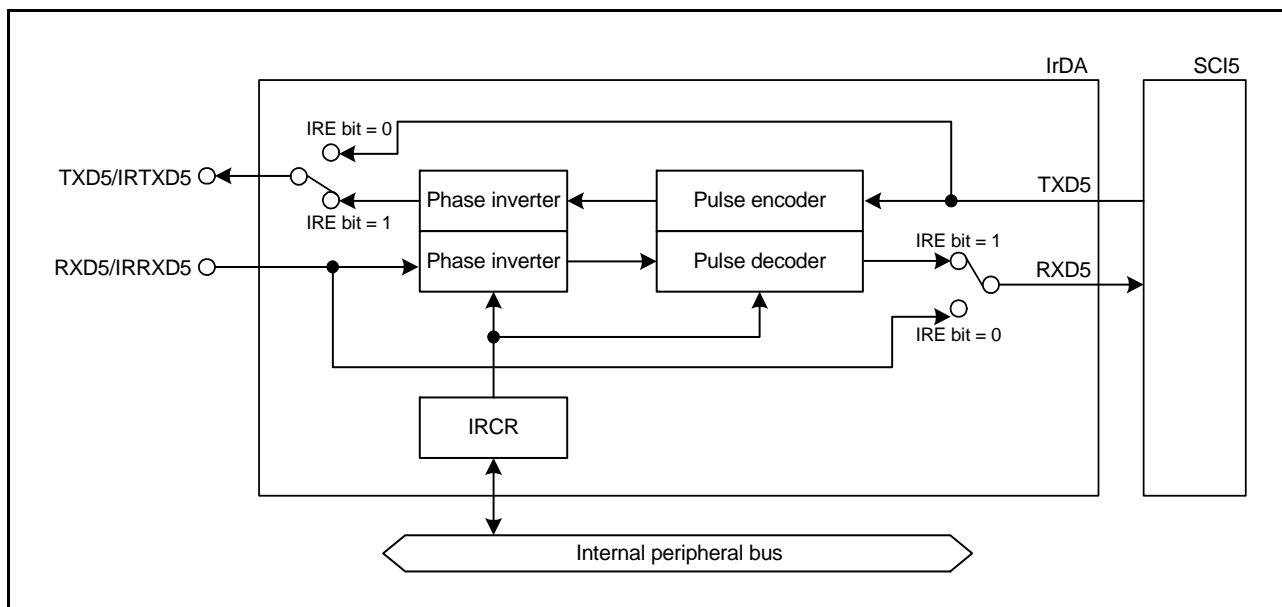 IrDA
SCI5
IRE bit = 0
TXD5/IRTXD5
Phase inverter
Pulse encoder
TXD5
IRE bit = 1
RXD5/IRRXD5
Phase inverter
Pulse decoder
IRE bit = 1
RXD5
IRE bit = 0
IRCR
Internal peripheral bus